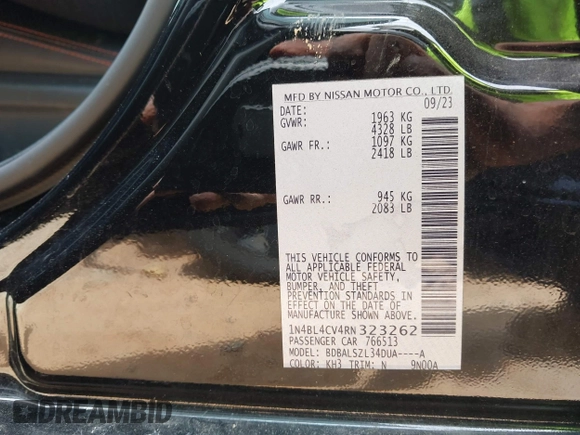 MFD BY NISSAN MOTOR CO., LTD.
DATE: 09/23
GVWR: 1963 KG
4328 LB
GAWR FR.: 1097 KG
2418 LB
GAWR RR.: 945 KG
2083 LB
THIS VEHICLE CONFORMS TO
ALL APPLICABLE FEDERAL
MOTOR VEHICLE SAFETY,
BUMPER, AND THEFT
PREVENTION STANDARDS IN
EFFECT ON THE DATE OF
MANUFACTURE SHOWN ABOVE.
1N4BL4CV4RN323262
PASSENGER CAR 766513
MODEL: BDBALSZL34DUA----A
COLOR: KH3 TRIM: N 9N00A
DREAMBID